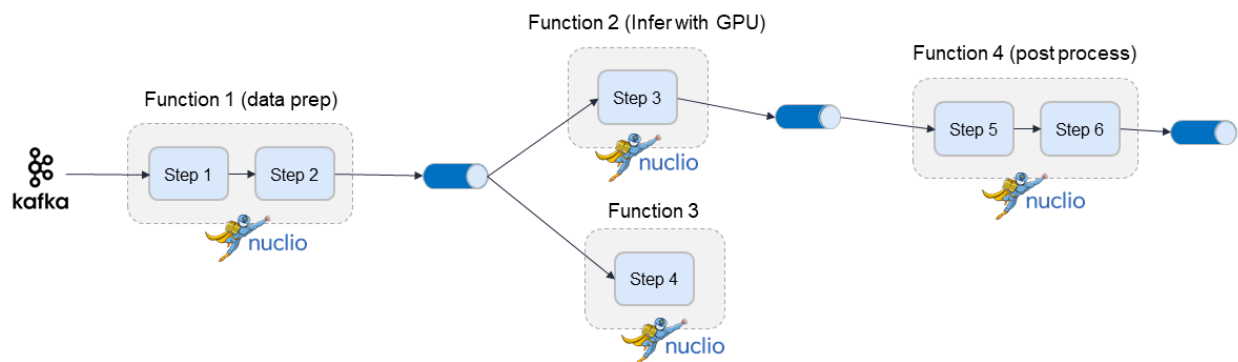 Function 1 (data prep)
Function 2 (Infer with GPU)
Function 4 (post process)
kafka
Step 1
Step 2
nuclio
Step 3
nuclio
Function 3
Step 4
nuclio
Step 5
Step 6
nuclio